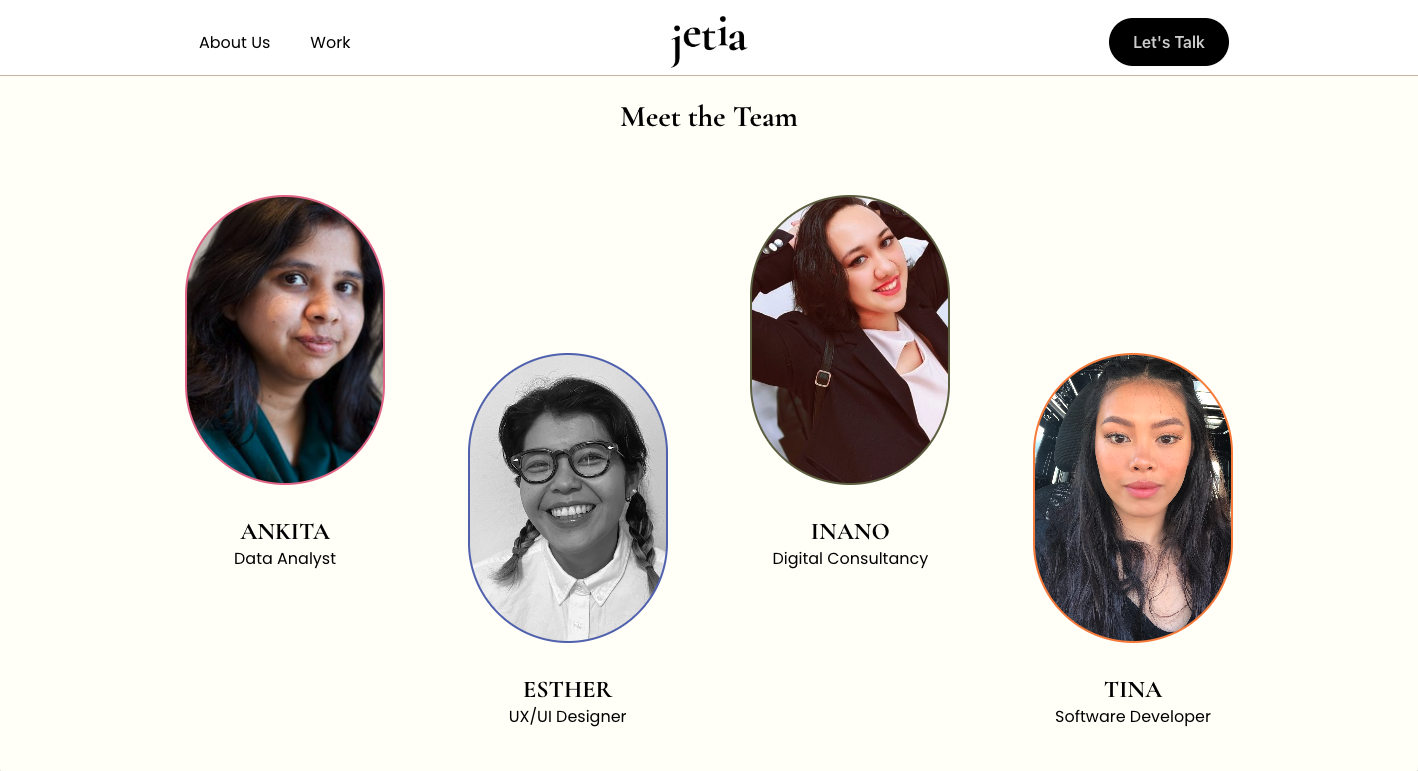 About Us
Work
jetia
Let's Talk
Meet the Team
ANKITA
Data Analyst
ESTHER
UX/UI Designer
INANO
Digital Consultancy
TINA
Software Developer